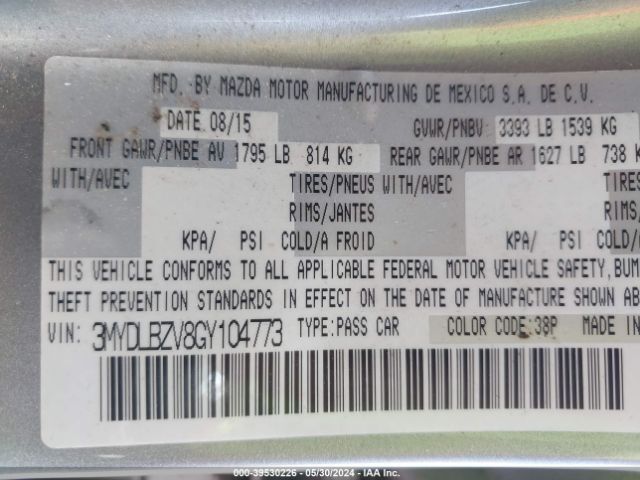 MFD. BY MAZDA MOTOR MANUFACTURING DE MEXICO S.A. DE C.V.
DATE 08/15 GVWR/PNBV: 3393 LB 1539 KG
FRONT GAWR/PNBE AV 1795 LB 814 KG REAR GAWR/PNBE AR 1627 LB 738 K
WITH/AVEC TIRES/PNEUS WITH/AVEC TIRES/
RIMS/JANTES RIMS/J
KPA/ PSI COLD/A FROID KPA/ PSI COLD/
THIS VEHICLE CONFORMS TO ALL APPLICABLE FEDERAL MOTOR VEHICLE SAFETY, BUM
THEFT PREVENTION STANDARDS IN EFFECT ON THE DATE OF MANUFACTURE SHOWN AB
VIN: 3MYDLBZV8GY104773 TYPE:PASS CAR COLOR CODE:38P MADE IN
000-39530226 - 05/30/2024 - IAA Inc.